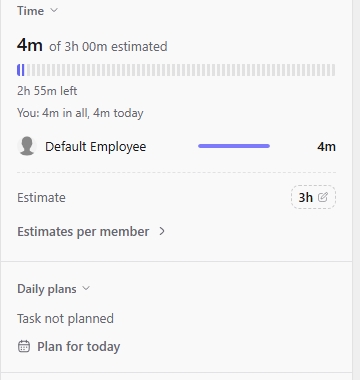 Time
4m of 3h 00m estimated
2h 55m left
You: 4m in all, 4m today
Default Employee 4m
Estimate 3h
Estimates per member
Daily plans
Task not planned
Plan for today